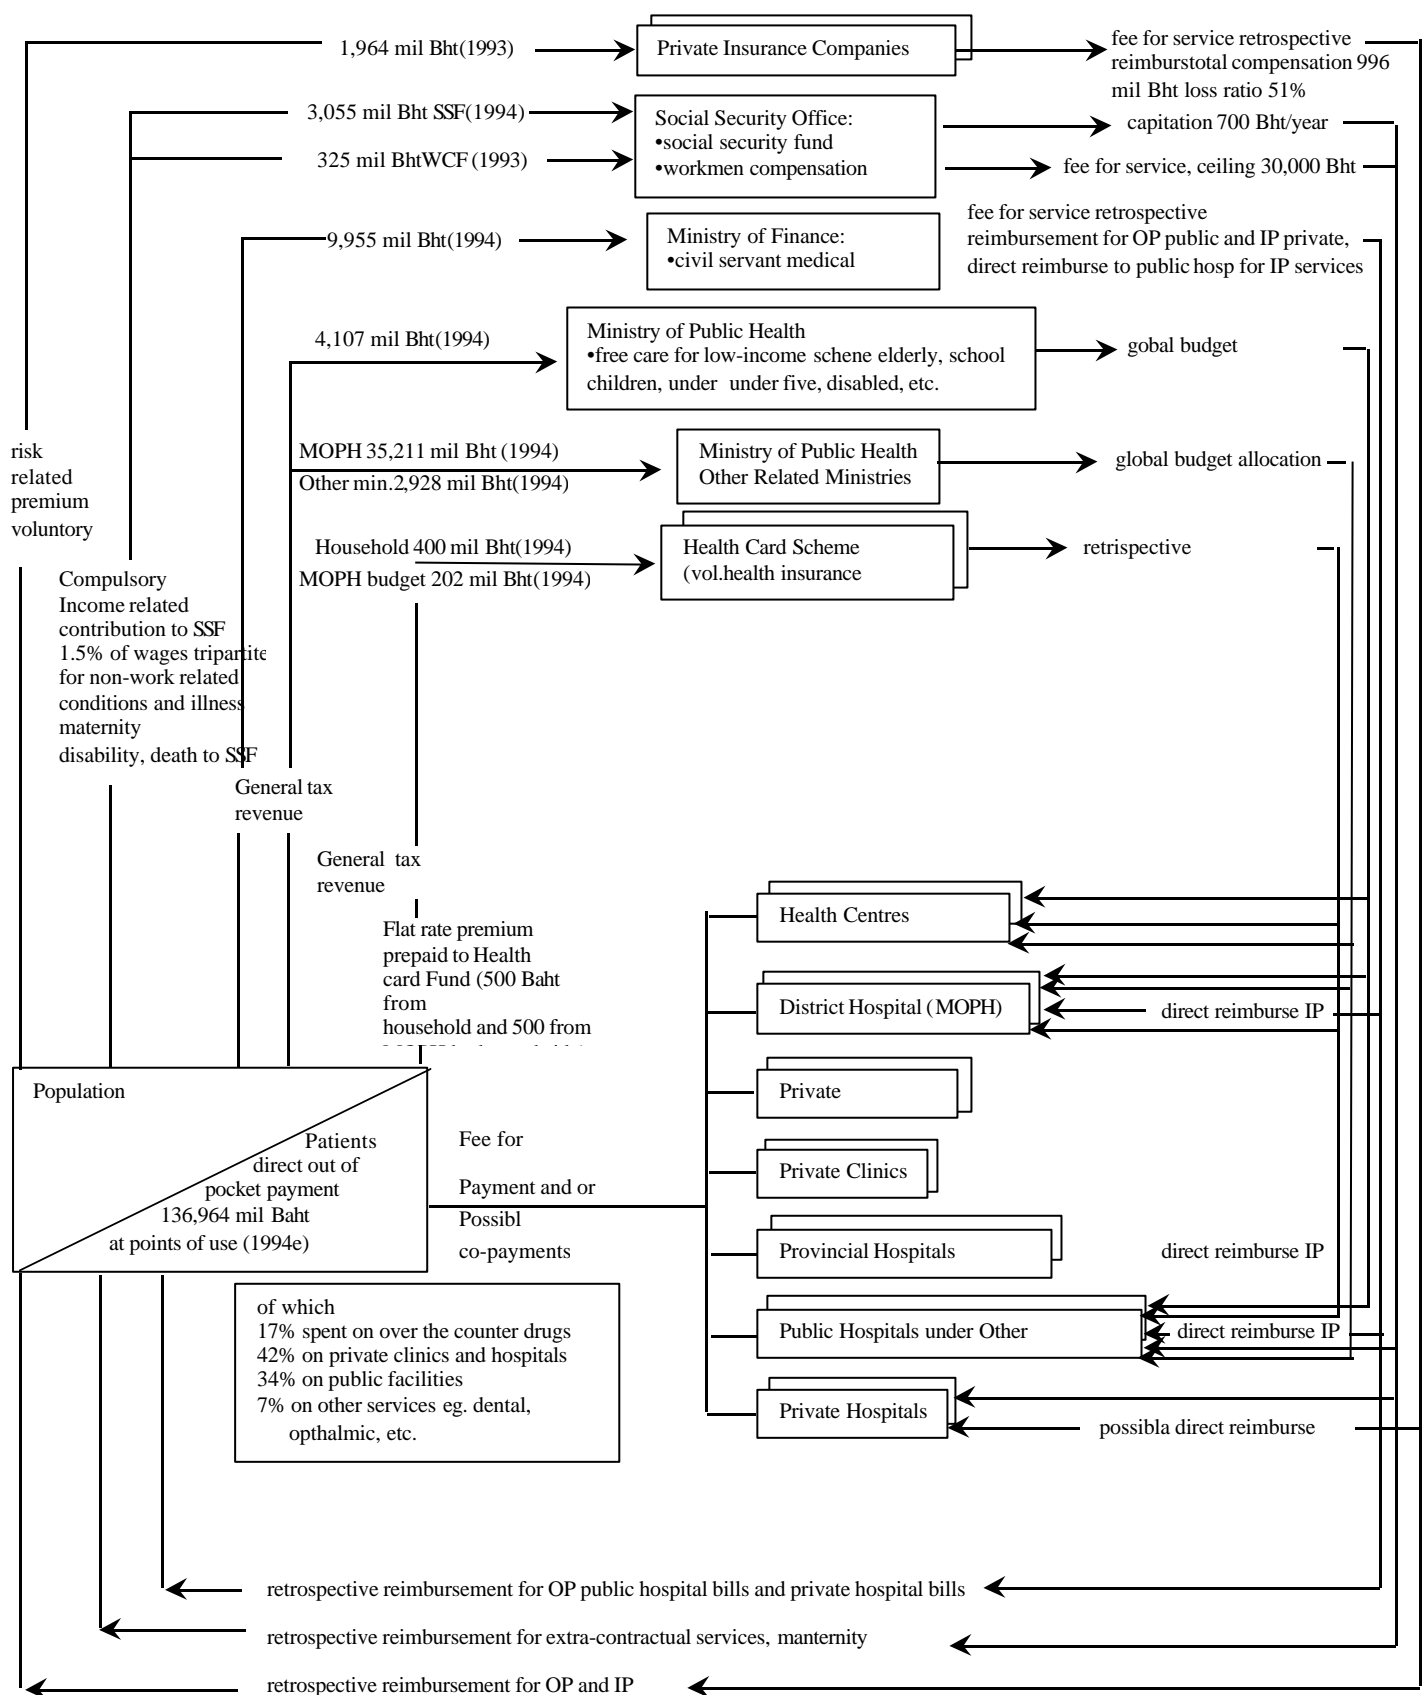 1,964 mil Bht(1993)
Private Insurance Companies
fee for service retrospective
reimburstotal compensation 996
mil Bht loss ratio 51%
3,055 mil Bht SSF(1994)
325 mil BhtWCF (1993)
Social Security Office:
•social security fund
•workmen compensation
capitation 700 Bht/year
fee for service, ceiling 30,000 Bht
9,955 mil Bht(1994)
Ministry of Finance:
•civil servant medical
fee for service retrospective
reimbursement for OP public and IP private,
direct reimburse to public hosp for IP services
4,107 mil Bht(1994)
Ministry of Public Health
•free care for low-income schene elderly, school
children, under under five, disabled, etc.
gobal budget
MOPH 35,211 mil Bht (1994)
Other min.2,928 mil Bht(1994)
Ministry of Public Health
Other Related Ministries
global budget allocation
Household 400 mil Bht(1994)
MOPH budget 202 mil Bht(1994)
Health Card Scheme
(vol.health insurance
retrispective
risk
related
premium
voluntory
Compulsory
Income related
contribution to SSF
1.5% of wages tripartite
for non-work related
conditions and illness
maternity
disability, death to SSF
General tax
revenue
General tax
revenue
Flat rate premium
prepaid to Health
card Fund (500 Baht
from
household and 500 from
Health Centres
District Hospital (MOPH)
direct reimburse IP
Private
Private Clinics
Provincial Hospitals
direct reimburse IP
Public Hospitals under Other
direct reimburse IP
Private Hospitals
possibla direct reimburse
Population
Patients
direct out of
pocket payment
136,964 mil Baht
at points of use (1994e)
Fee for
Payment and or
Possibl
co-payments
of which
17% spent on over the counter drugs
42% on private clinics and hospitals
34% on public facilities
7% on other services eg. dental,
opthalmic, etc.
retrospective reimbursement for OP public hospital bills and private hospital bills
retrospective reimbursement for extra-contractual services, manternity
retrospective reimbursement for OP and IP